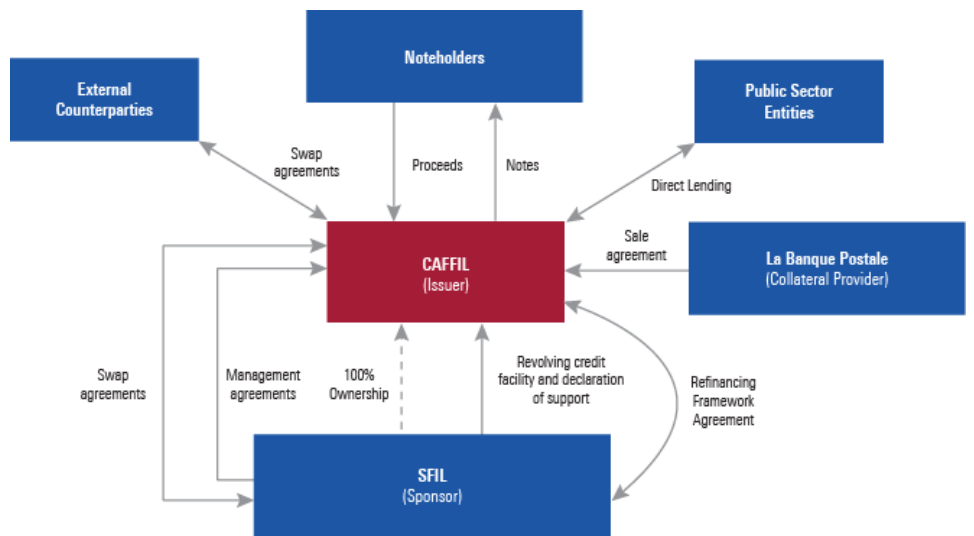 Noteholders
External
Counterparties
Public Sector
Entities
Swap
agreements
Proceeds
Notes
Direct Lending
CAFFIL
(Issuer)
Sale
agreement
La Banque Postale
(Collateral Provider)
Swap
agreements
Management
agreements
100%
Ownership
Revolving credit
facility and declaration
of support
Refinancing
Framework
Agreement
SFIL
(Sponsor)